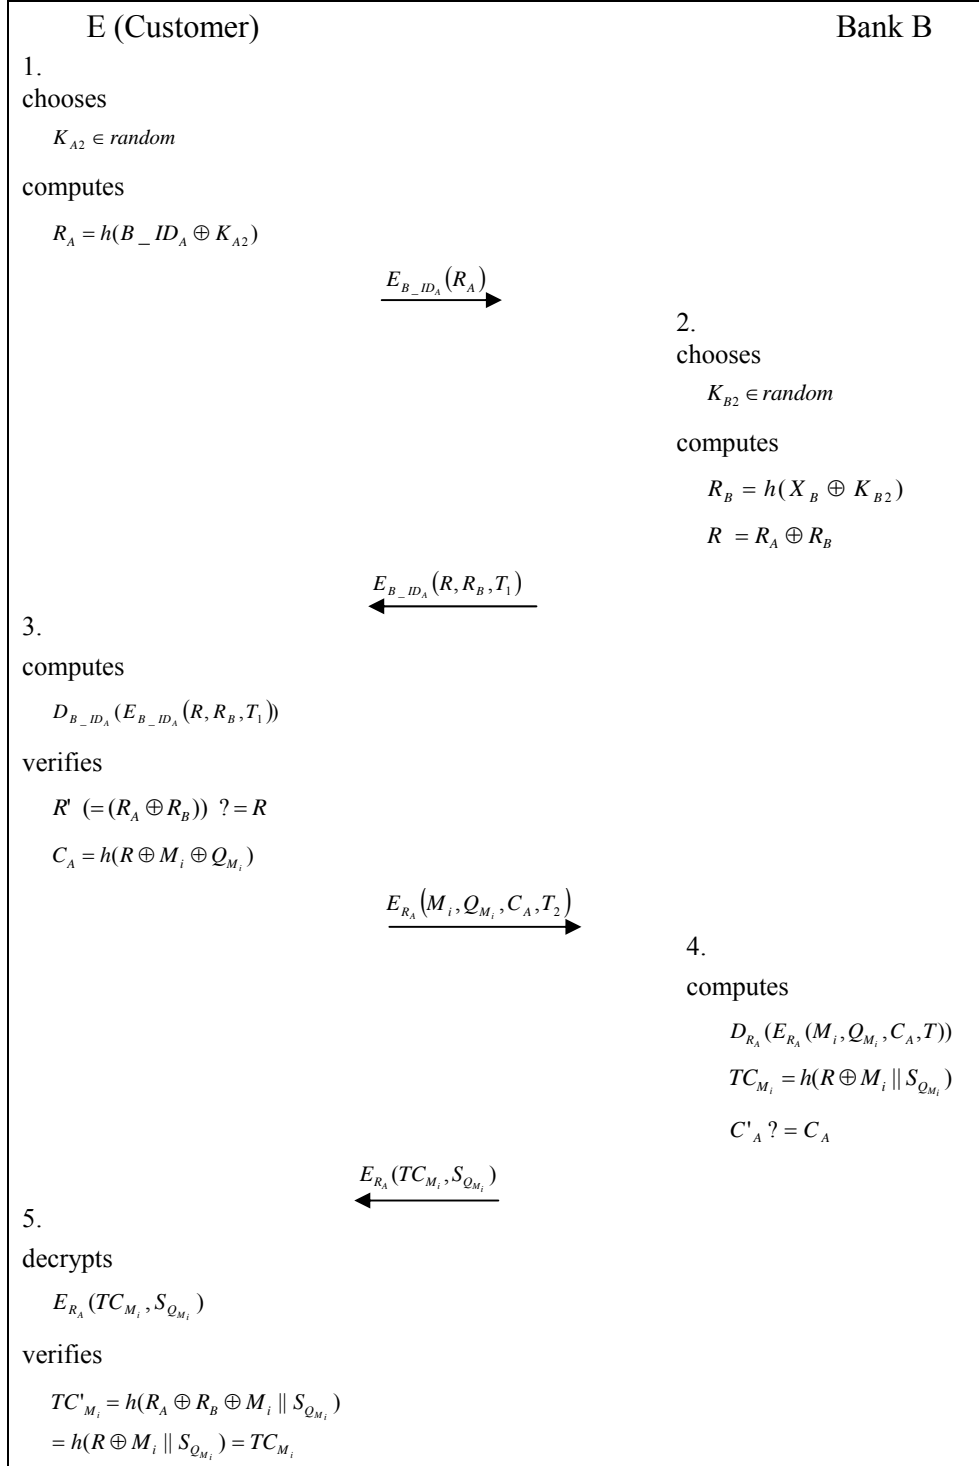 E (Customer) Bank B
1.
chooses
K_{A2} ∈ random
computes
R_A = h(B_ID_A ⊕ K_{A2})
E_{B_ID_A}(R_A)
2.
chooses
K_{B2} ∈ random
computes
R_B = h(X_B ⊕ K_{B2})
R = R_A ⊕ R_B
E_{B_ID_A}(R, R_B, T_1)
3.
computes
D_{B_ID_A}(E_{B_ID_A}(R, R_B, T_1))
verifies
R' (=(R_A ⊕ R_B)) ?= R
C_A = h(R ⊕ M_i ⊕ Q_{M_i})
E_{R_A}(M_i, Q_{M_i}, C_A, T_2)
4.
computes
D_{R_A}(E_{R_A}(M_i, Q_{M_i}, C_A, T))
TC_{M_i} = h(R ⊕ M_i || S_{Q_{M_i}})
C'_A ?= C_A
E_{R_A}(TC_{M_i}, S_{Q_{M_i}})
5.
decrypts
E_{R_A}(TC_{M_i}, S_{Q_{M_i}})
verifies
TC'_{M_i} = h(R_A ⊕ R_B ⊕ M_i || S_{Q_{M_i}})
= h(R ⊕ M_i || S_{Q_{M_i}}) = TC_{M_i}